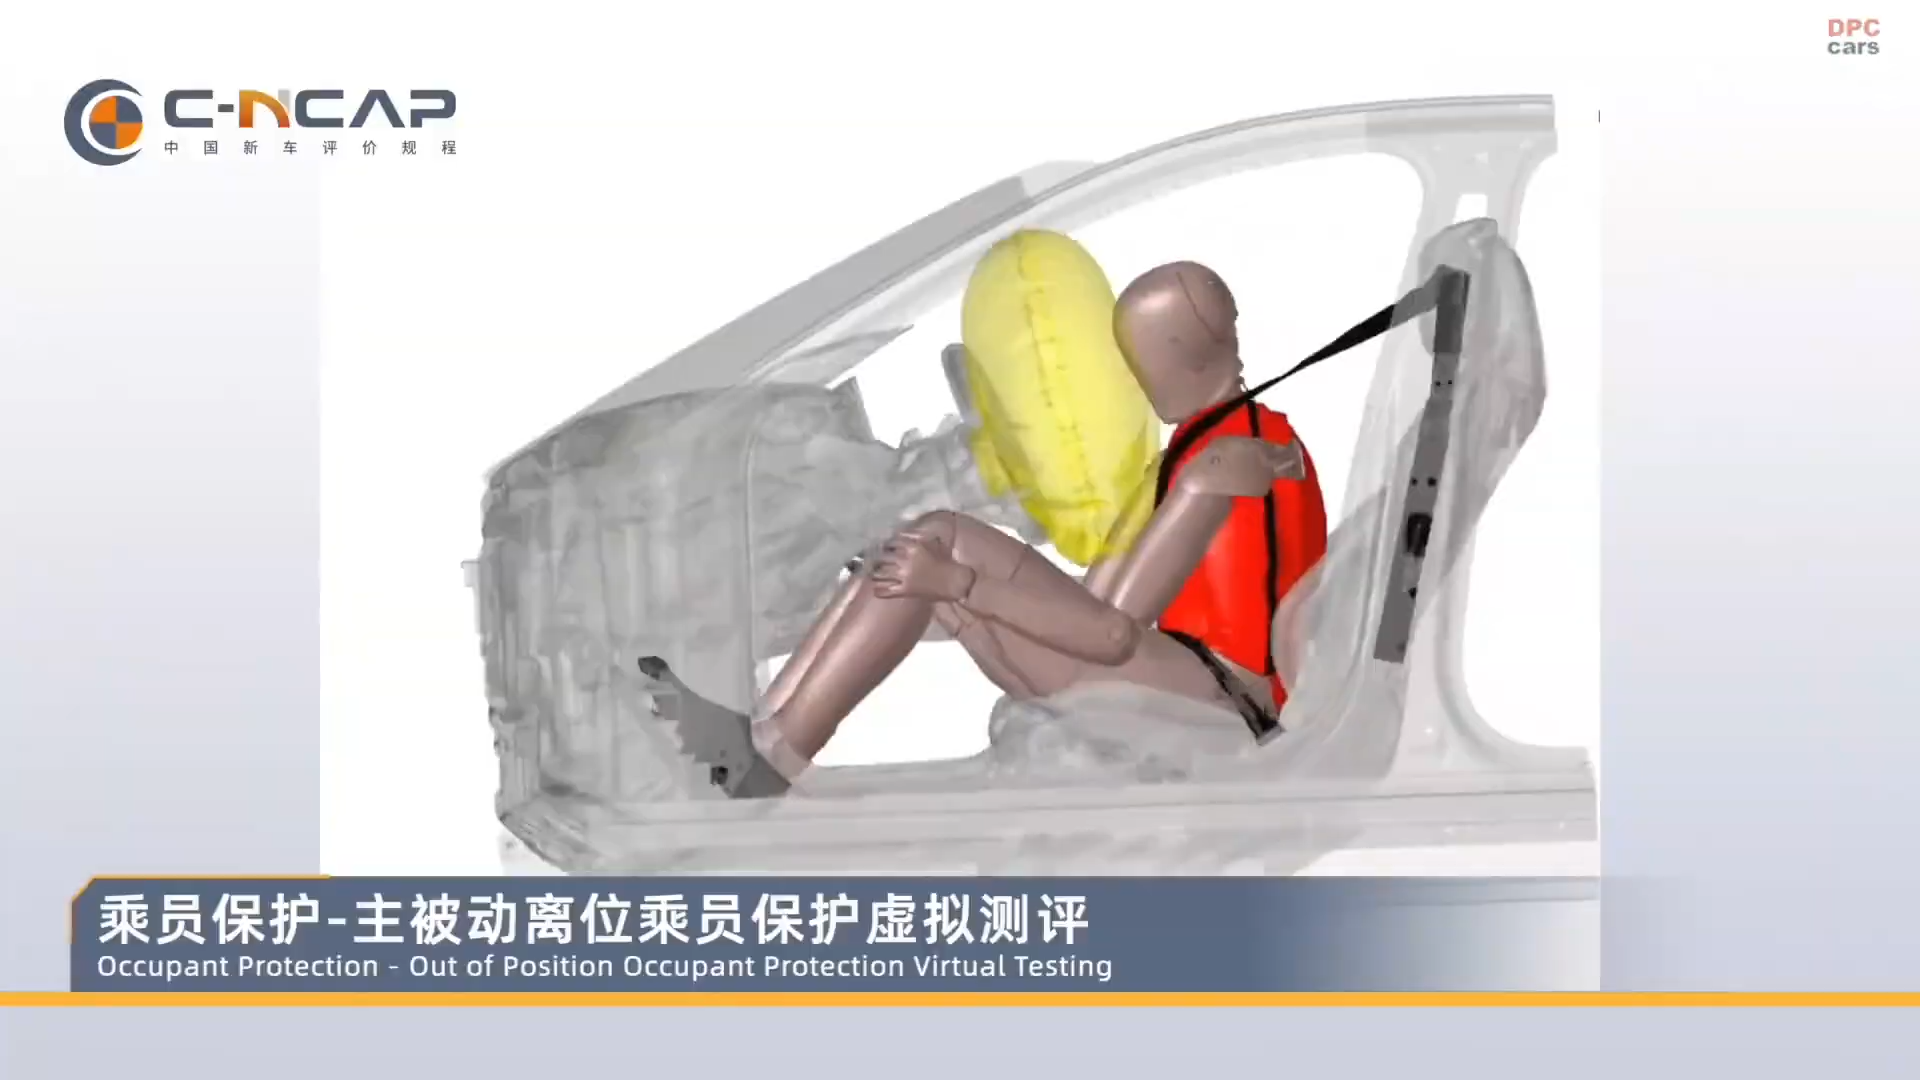 DPC
cars
C-NCAP
中国新车评价规程
乘员保护-主被动离位乘员保护虚拟测评
Occupant Protection - Out of Position Occupant Protection Virtual Testing